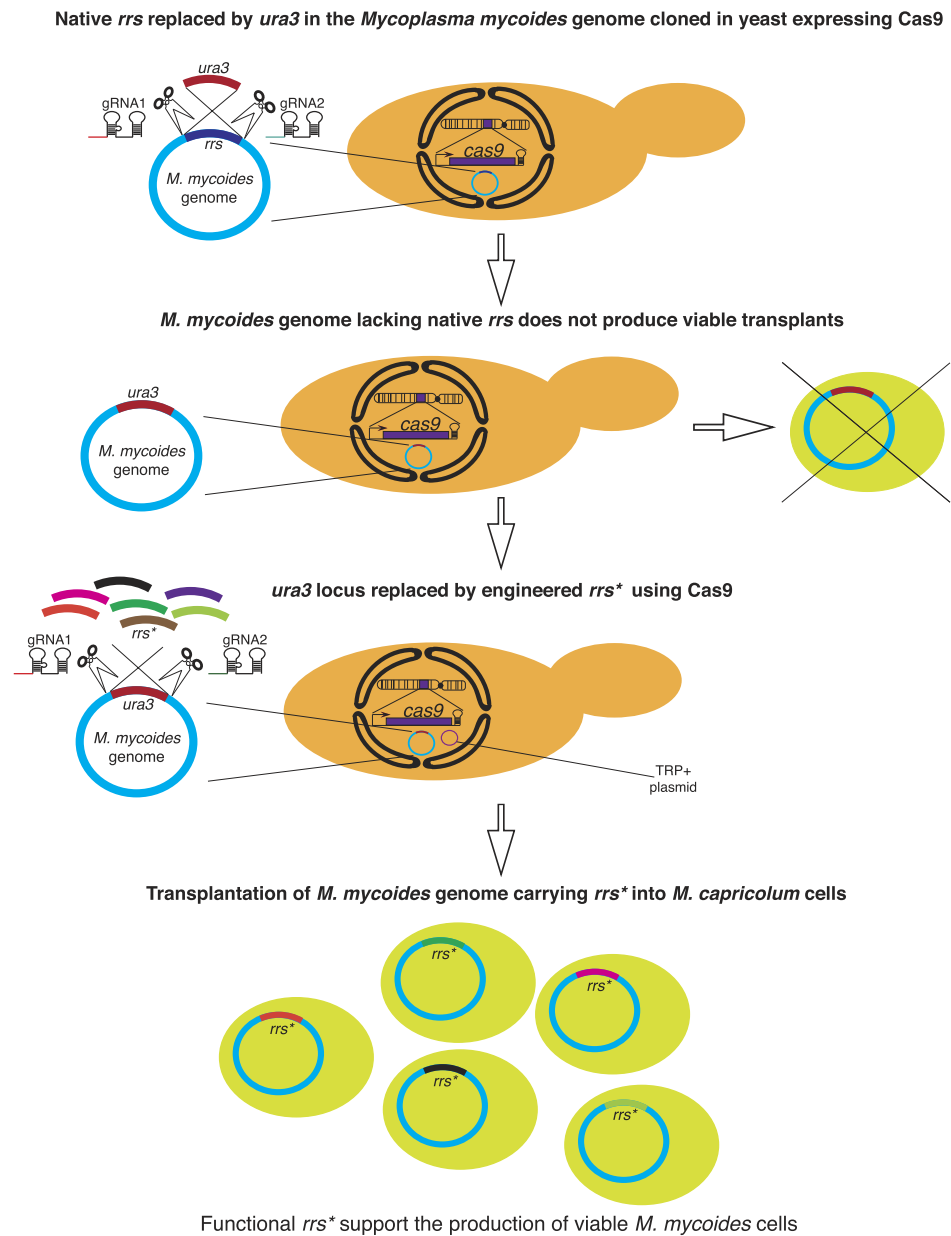 Native rrs replaced by ura3 in the Mycoplasma mycoides genome cloned in yeast expressing Cas9
ura3
gRNA1
gRNA2
rrs
M. mycoides
genome
cas9
M. mycoides genome lacking native rrs does not produce viable transplants
ura3
M. mycoides
genome
cas9
ura3 locus replaced by engineered rrs* using Cas9
rrs*
gRNA1
gRNA2
ura3
M. mycoides
genome
cas9
TRP+
plasmid
Transplantation of M. mycoides genome carrying rrs* into M. capricolum cells
rrs*
rrs*
rrs*
rrs*
rrs*
Functional rrs* support the production of viable M. mycoides cells